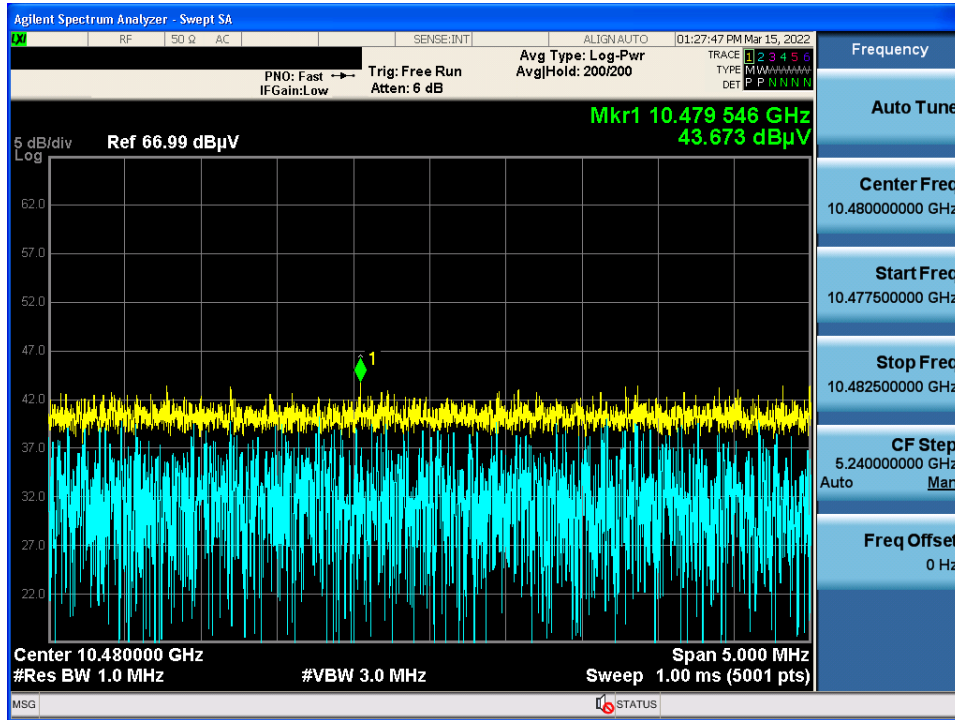 Agilent Spectrum Analyzer - Swept SA
LXI RF 50 Ω AC SENSE:INT ALIGN AUTO 01:27:47 PM Mar 15, 2022
PNO: Fast
IFGain:Low
Trig: Free Run
Atten: 6 dB
Avg Type: Log-Pwr
Avg|Hold: 200/200
TRACE 1 2 3 4 5 6
TYPE M W W W W W
DET P P N N N N
Mkr1 10.479 546 GHz
43.673 dBµV
5 dB/div Ref 66.99 dBµV
Log
62.0
57.0
52.0
47.0
42.0
37.0
32.0
27.0
22.0
1
Center 10.480000 GHz Span 5.000 MHz
#Res BW 1.0 MHz #VBW 3.0 MHz Sweep 1.00 ms (5001 pts)
MSG STATUS
Frequency
Auto Tune
Center Freq
10.480000000 GHz
Start Freq
10.477500000 GHz
Stop Freq
10.482500000 GHz
CF Step
5.240000000 GHz
Auto Man
Freq Offset
0 Hz